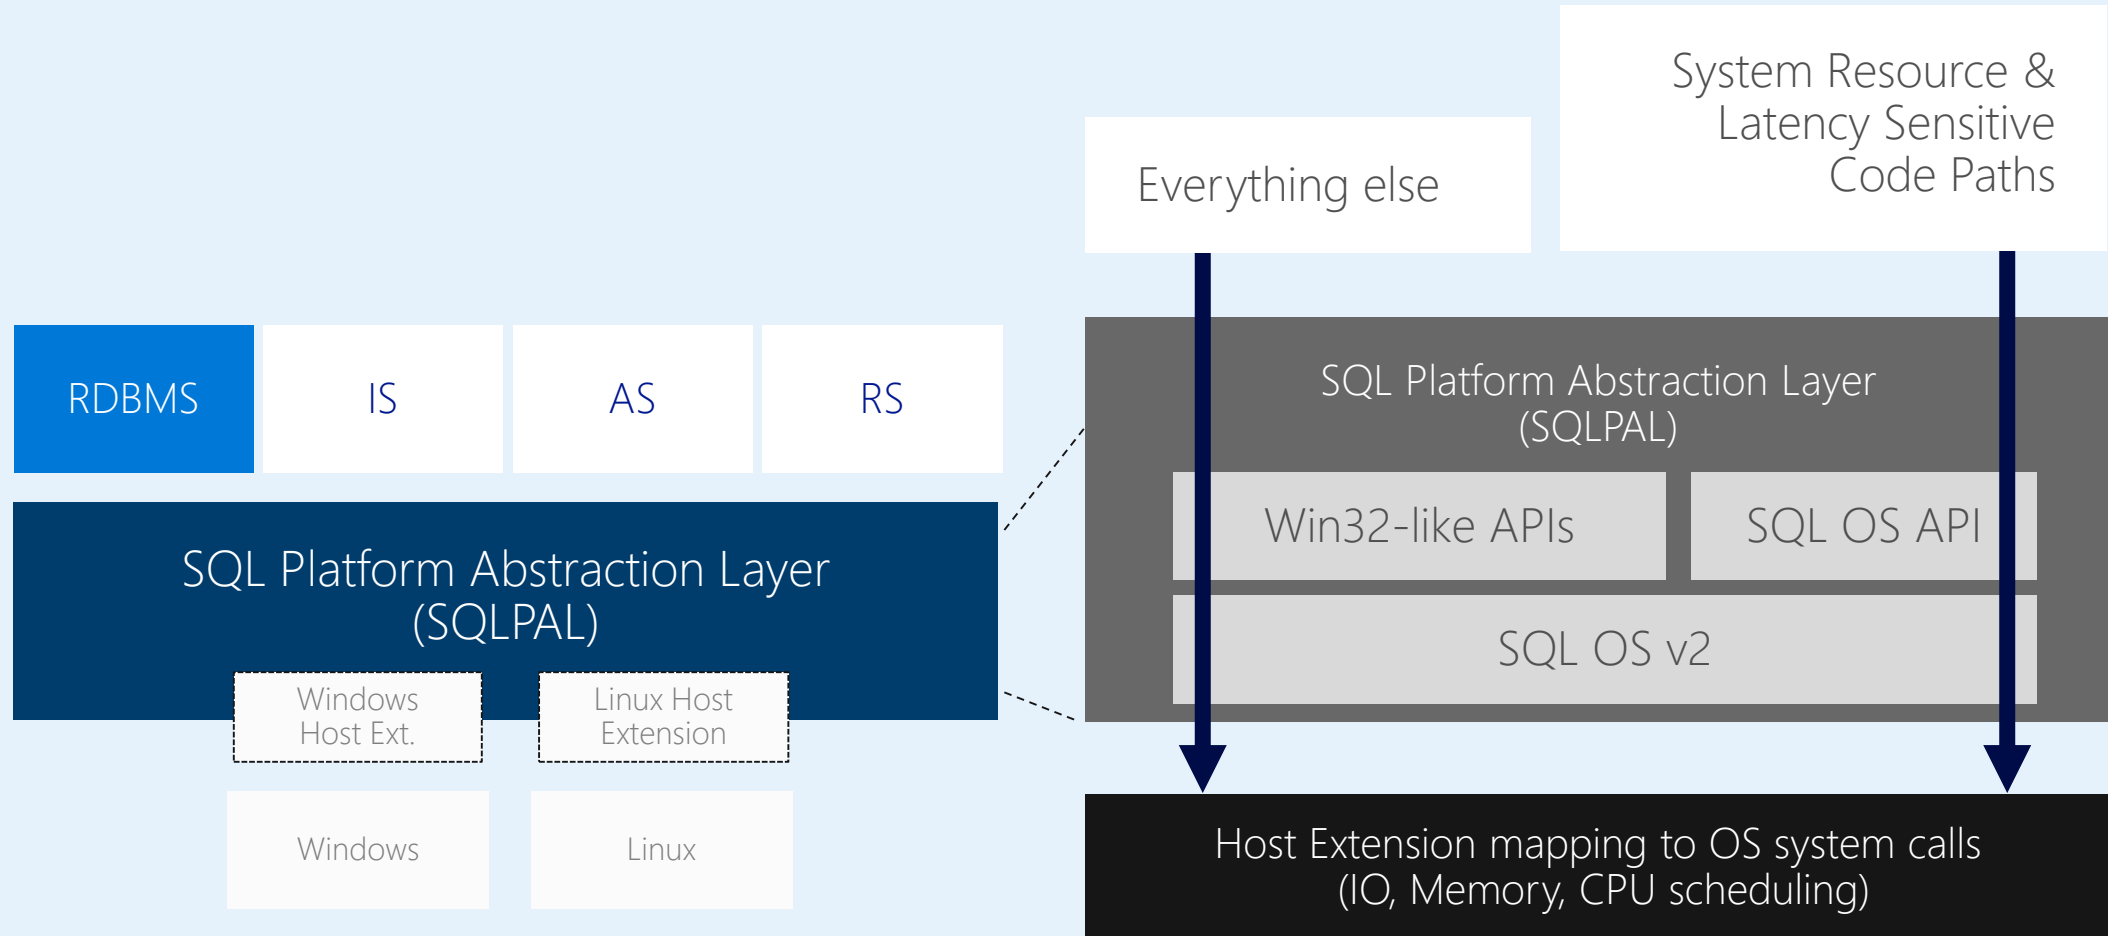 RDBMS
IS
AS
RS
SQL Platform Abstraction Layer
(SQLPAL)
Windows
Host Ext.
Linux Host
Extension
Windows
Linux
Everything else
System Resource &
Latency Sensitive
Code Paths
SQL Platform Abstraction Layer
(SQLPAL)
Win32-like APIs
SQL OS API
SQL OS v2
Host Extension mapping to OS system calls
(IO, Memory, CPU scheduling)